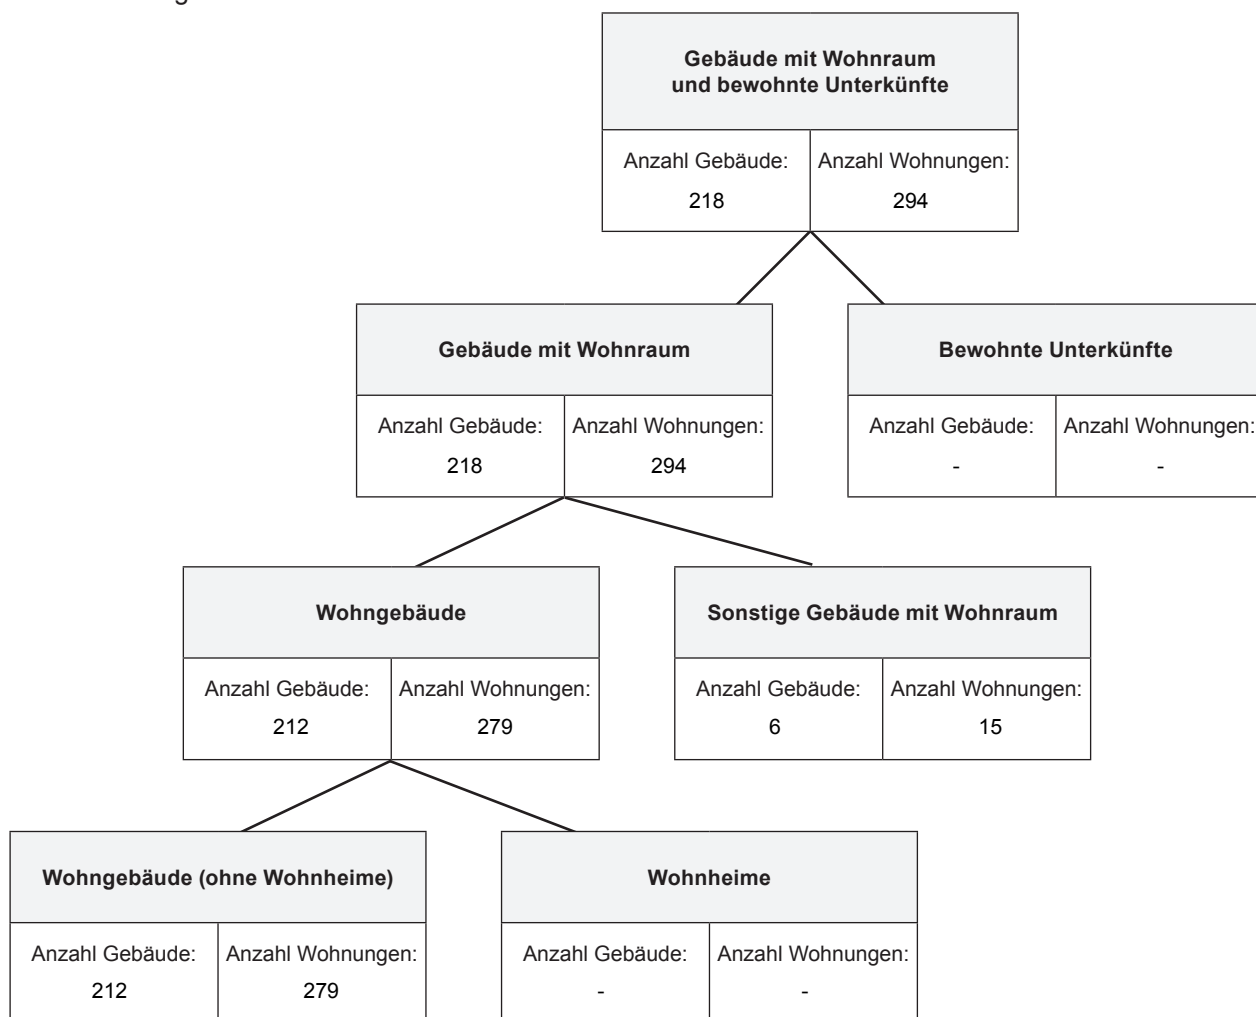 Gebäude mit Wohnraum
und bewohnte Unterkünfte
Anzahl Gebäude: Anzahl Wohnungen:
218 294
Gebäude mit Wohnraum Bewohnte Unterkünfte
Anzahl Gebäude: Anzahl Wohnungen: Anzahl Gebäude: Anzahl Wohnungen:
218 294 - -
Wohngebäude Sonstige Gebäude mit Wohnraum
Anzahl Gebäude: Anzahl Wohnungen: Anzahl Gebäude: Anzahl Wohnungen:
212 279 6 15
Wohngebäude (ohne Wohnheime) Wohnheime
Anzahl Gebäude: Anzahl Wohnungen: Anzahl Gebäude: Anzahl Wohnungen:
212 279 - -